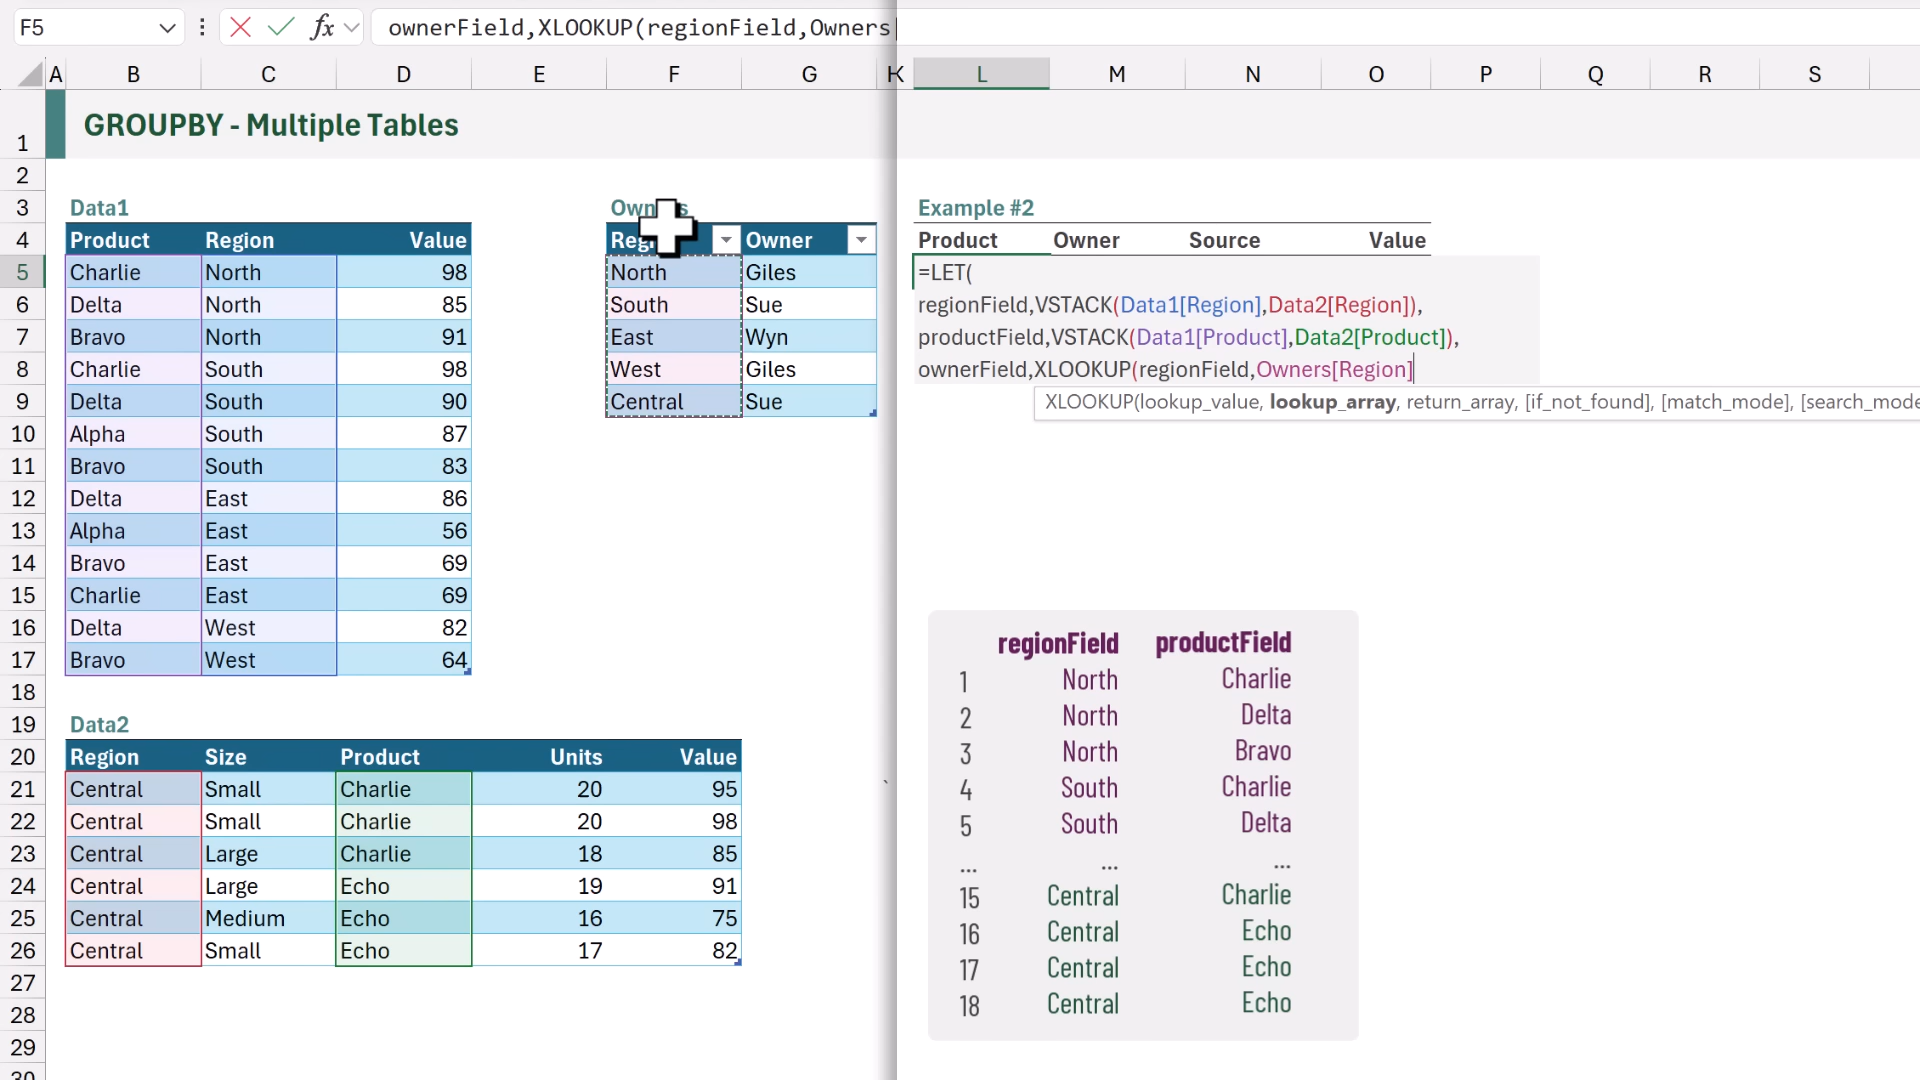 F5 fx ownerField,XLOOKUP(regionField,Owners
A B C D E F G K L M N O P Q R S
1 GROUPBY - Multiple Tables
2
3 Data1 Example #2
4 Product Region Value Owner Product Owner Source Value
5 Charlie North 98 North Giles =LET(
6 Delta North 85 South Sue regionField,VSTACK(Data1[Region],Data2[Region]),
7 Bravo North 91 East Wyn productField,VSTACK(Data1[Product],Data2[Product]),
8 Charlie South 98 West Giles ownerField,XLOOKUP(regionField,Owners[Region]
9 Delta South 90 Central Sue XLOOKUP(lookup_value, lookup_array, return_array, [if_not_found], [match_mode], [search_mode
10 Alpha South 87
11 Bravo South 83
12 Delta East 86
13 Alpha East 56
14 Bravo East 69
15 Charlie East 69
16 Delta West 82
17 Bravo West 64
18
19 Data2
20 Region Size Product Units Value
21 Central Small Charlie 20 95 `
22 Central Small Charlie 20 98
23 Central Large Charlie 18 85
24 Central Large Echo 19 91
25 Central Medium Echo 16 75
26 Central Small Echo 17 82
27
28
29
30
regionField productField
1 North Charlie
2 North Delta
3 North Bravo
4 South Charlie
5 South Delta
... ... ...
15 Central Charlie
16 Central Echo
17 Central Echo
18 Central Echo